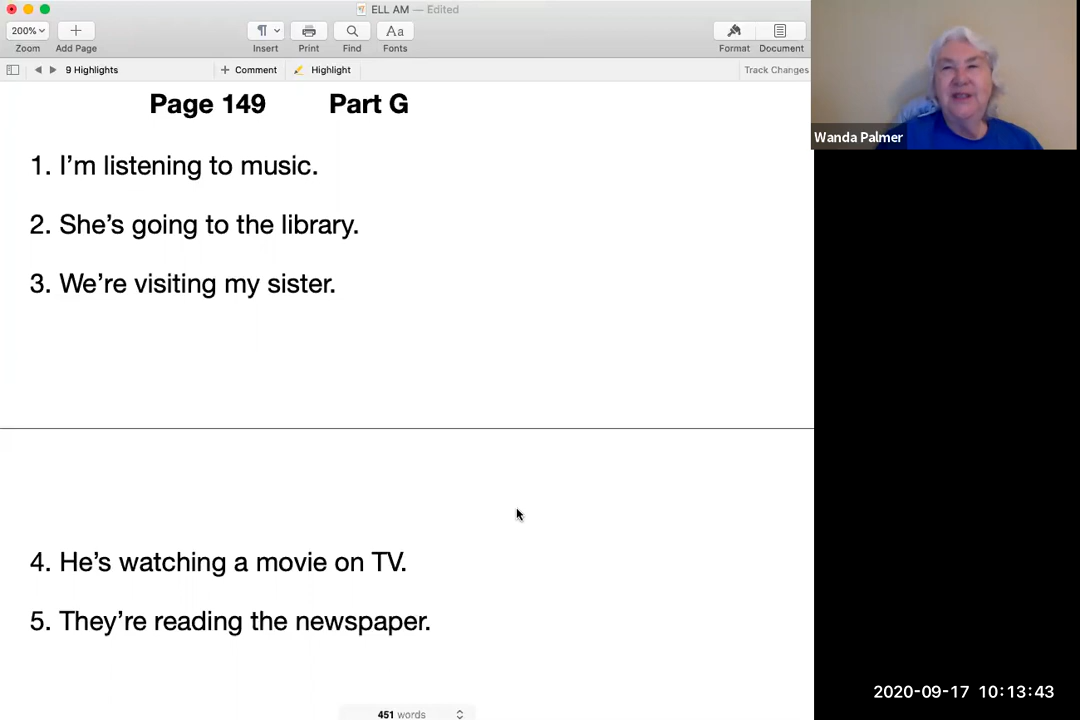 ELL AM — Edited
200%
Zoom
Add Page
Insert
Print
Aa
Find
Fonts
Format
Document
9 Highlights
+ Comment
Highlight
Track Changes
Wanda Palmer
Page 149 Part G
1. I’m listening to music.
2. She’s going to the library.
3. We’re visiting my sister.
4. He’s watching a movie on TV.
5. They’re reading the newspaper.
451 words
2020-09-17 10:13:43